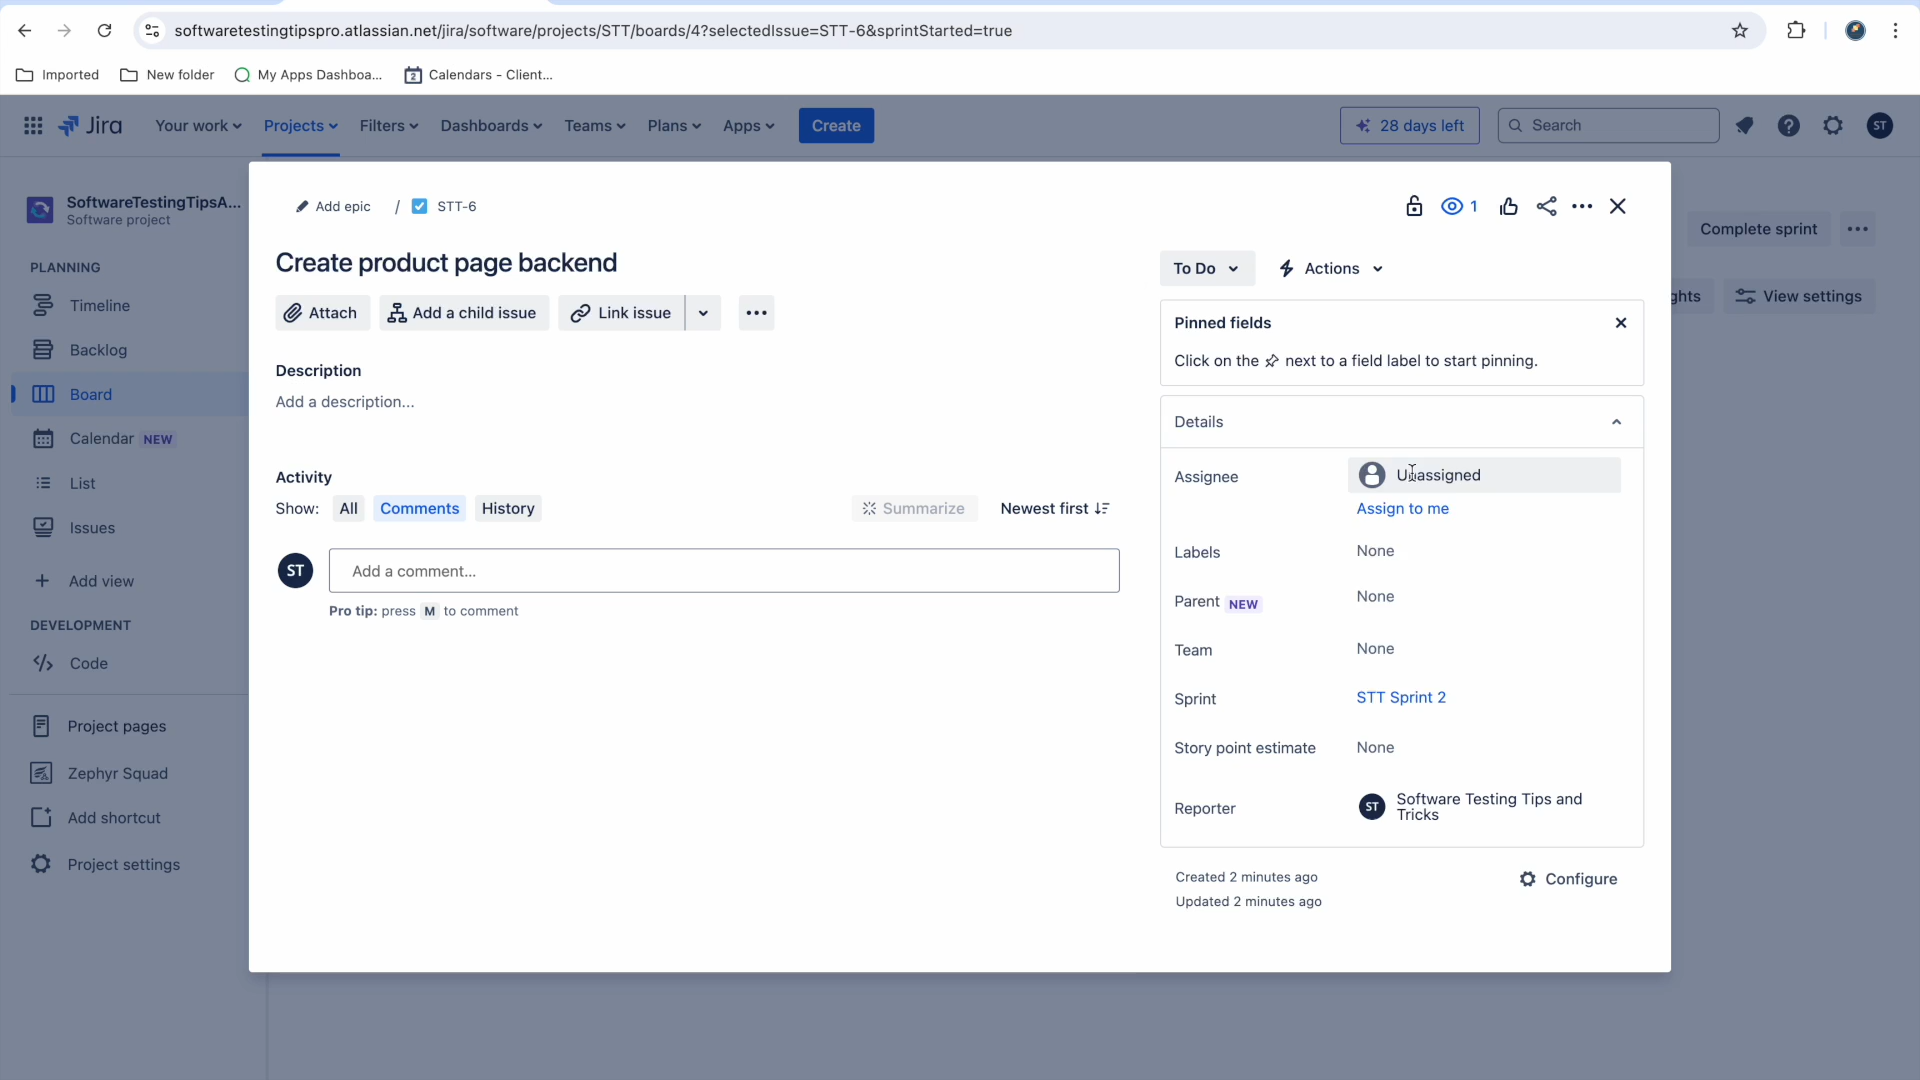 softwaretestingtipspro.atlassian.net/jira/software/projects/STT/boards/4?selectedIssue=STT-6&sprintStarted=true
Imported
New folder
My Apps Dashboa...
2
Calendars - Client...
Jira
Your work
Projects
Filters
Dashboards
Teams
Plans
Apps
Create
28 days left
Search
ST
SoftwareTestingTipsA...
Software project
PLANNING
Timeline
Backlog
Board
Calendar NEW
List
Issues
Add view
DEVELOPMENT
Code
Project pages
Zephyr Squad
Add shortcut
Project settings
Complete sprint
ghts
View settings
Add epic / STT-6
1
Create product page backend
Attach
Add a child issue
Link issue
Description
Add a description...
Activity
Show: All Comments History
Summarize
Newest first
ST
Add a comment...
Pro tip: press M to comment
To Do
Actions
Pinned fields
Click on the next to a field label to start pinning.
Details
Assignee
Unassigned
Assign to me
Labels
None
Parent NEW
None
Team
None
Sprint
STT Sprint 2
Story point estimate
None
Reporter
ST
Software Testing Tips and
Tricks
Created 2 minutes ago
Updated 2 minutes ago
Configure